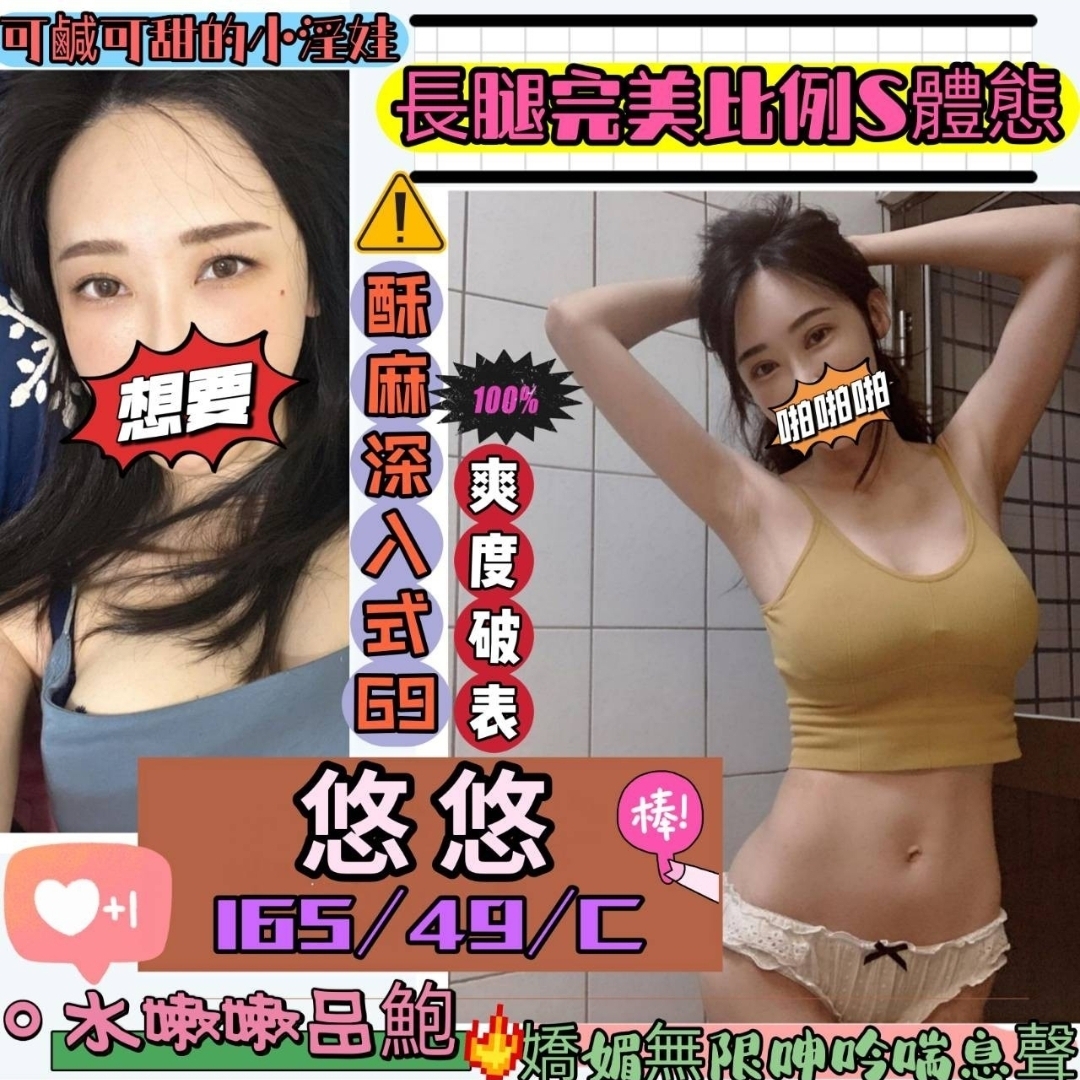 可鹹可甜的小淫娃
長腿完美比例S體態
酥麻深入式69
100%
爽度破表
想要
啪啪啪
悠悠
棒!
165/49/C
+1
水嫩嫩品鮑
嬌媚無限呻吟喘息聲